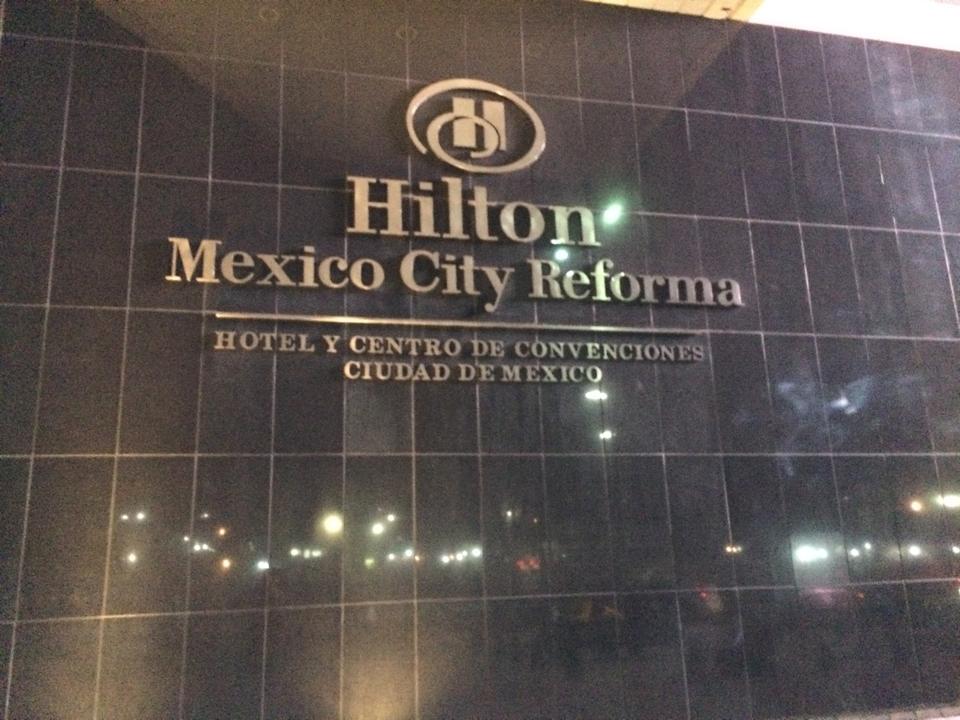 H
Hilton
Mexico City Reforma
HOTEL Y CENTRO DE CONVENCIONES
CIUDAD DE MEXICO